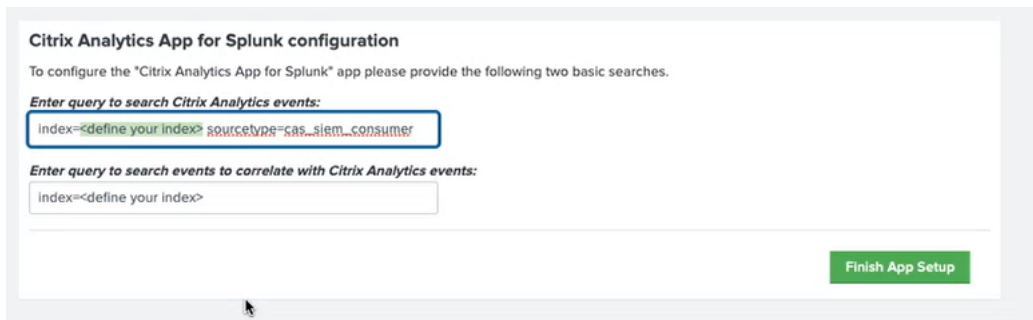 Citrix Analytics App for Splunk configuration
To configure the "Citrix Analytics App for Splunk" app please provide the following two basic searches.
Enter query to search Citrix Analytics events:
index=<define your index> sourcetype=cas_siem_consumer
Enter query to search events to correlate with Citrix Analytics events:
index=<define your index>
Finish App Setup